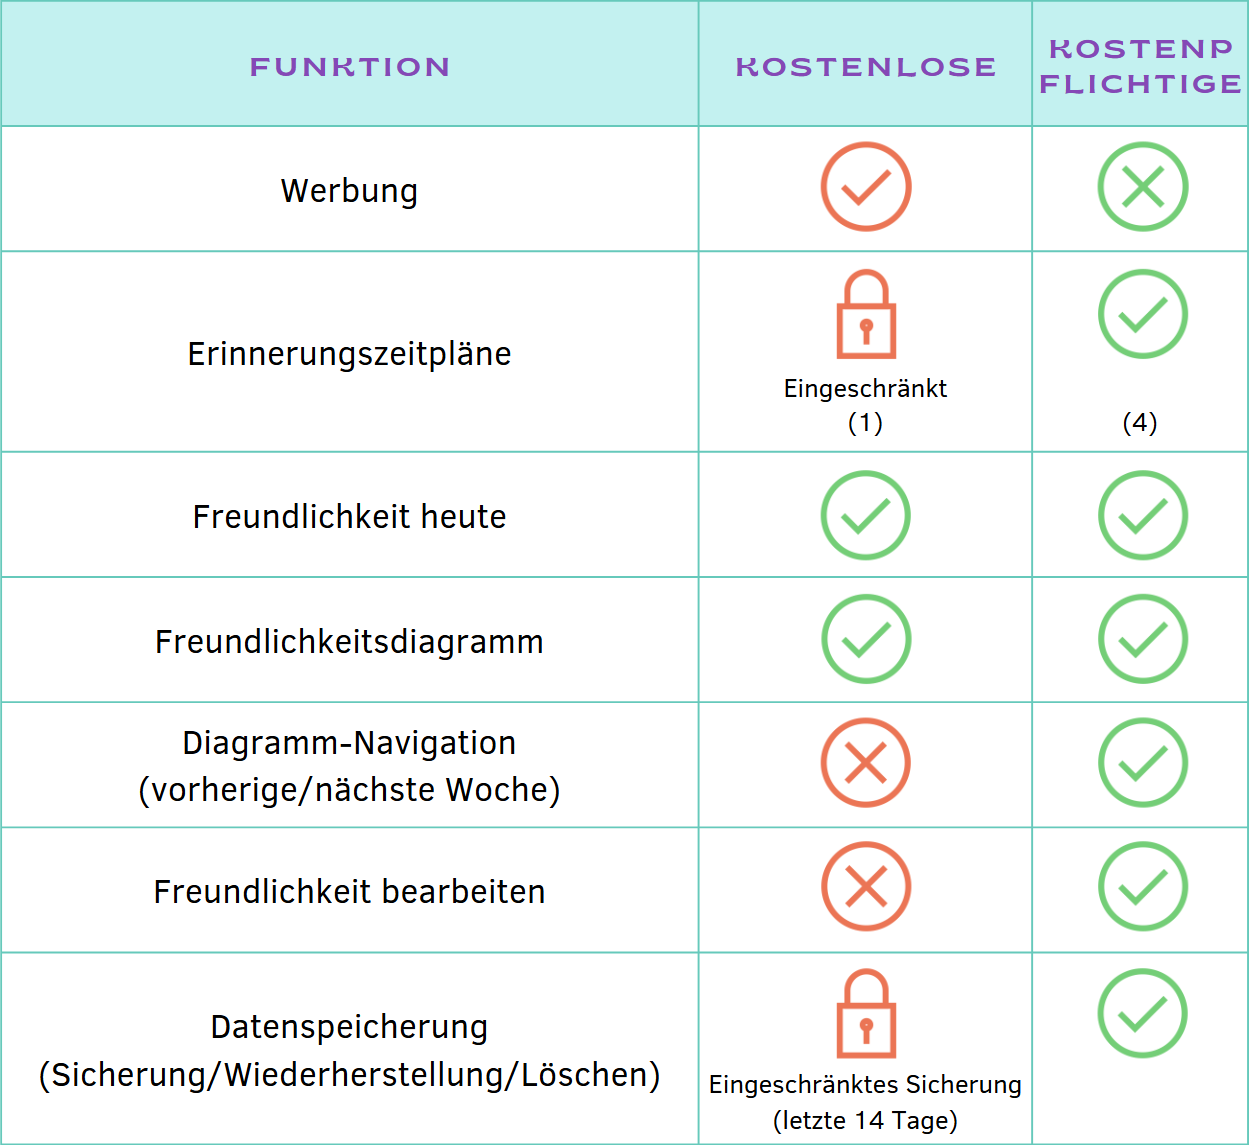 FUNKTION
KOSTENLOSE
KOSTENP
FLICHTIGE
Werbung
Erinnerungszeitpläne
Eingeschränkt
(1)
(4)
Freundlichkeit heute
Freundlichkeitsdiagramm
Diagramm-Navigation
(vorherige/nächste Woche)
Freundlichkeit bearbeiten
Datenspeicherung
(Sicherung/Wiederherstellung/Löschen)
Eingeschränktes Sicherung
(letzte 14 Tage)